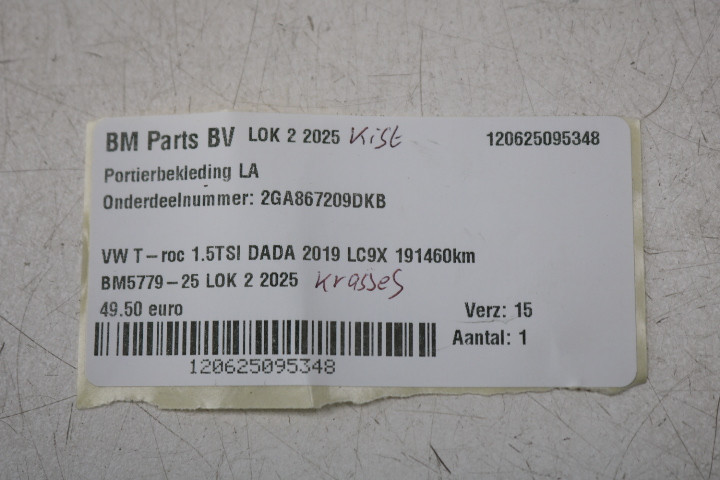 BM Parts BV LOK 2 2025 Kist 120625095348
Portierbekleding LA
Onderdeelnummer: 2GA867209DKB
VW T-roc 1.5TSI DADA 2019 LC9X 191460km
BM5779-25 LOK 2 2025 Krasses
49.50 euro Verz: 15
Aantal: 1
120625095348